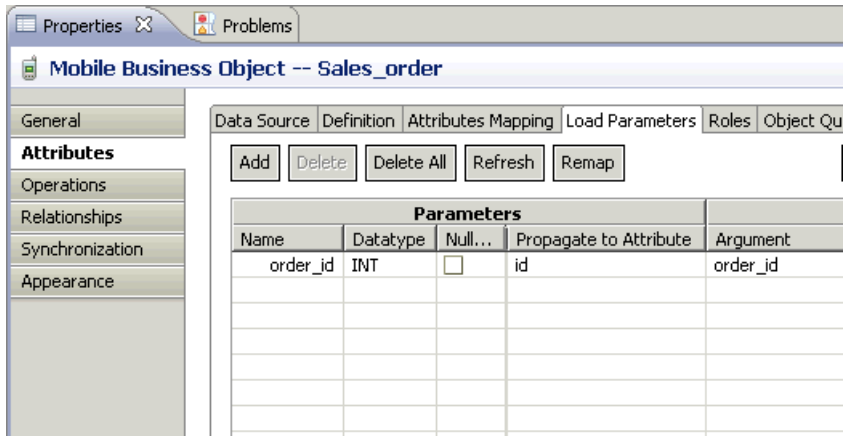 Properties Problems
Mobile Business Object -- Sales_order
General
Attributes
Operations
Relationships
Synchronization
Appearance
Data Source Definition Attributes Mapping Load Parameters Roles Object Qu
Add Delete Delete All Refresh Remap
Parameters
Name Datatype Null... Propagate to Attribute Argument
order_id INT id order_id